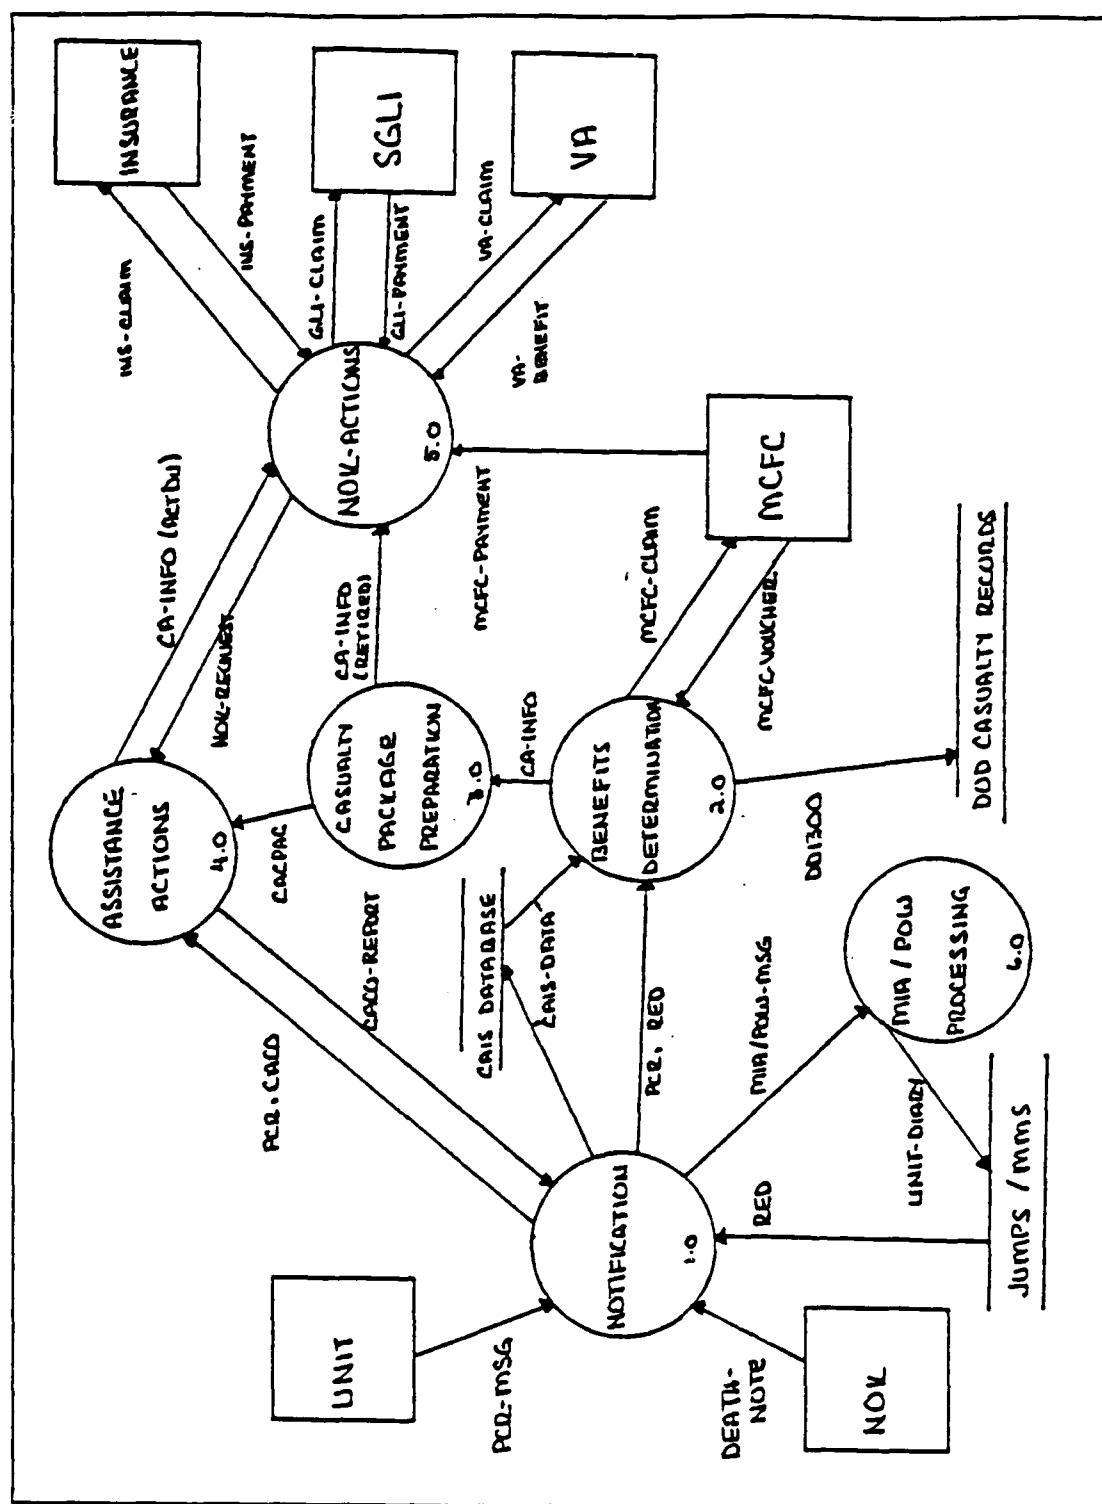 INSURANCE
SGLI
VA
INS-CLAIM
INS-PAYMENT
GLI-CLAIM
GLI-PAYMENT
VA-CLAIM
VA-
BENEFIT
NOK-ACTIONS
5.0
CA-INFO (ACTDU)
NOK-REQUEST
CA-INFO
(RETIRED)
MCFC-PAYMENT
MCFC
MCFC-CLAIM
MCFC-VOUCHER
ASSISTANCE
ACTIONS
4.0
CACPAC
CASUALTY
PACKAGE
PREPARATION
3.0
CA-INFO
BENEFITS
DETERMINATION
2.0
DD1300
DOD CASUALTY RECORDS
PCR, CACO
CACO-REPORT
CAIS DATABASE
CAIS-DATA
PCR, RED
MIA/POW-MSG
MIA/POW
PROCESSING
6.0
UNIT-DIARY
JUMPS/MMS
RED
NOTIFICATION
1.0
UNIT
PCR-MSG
DEATH-
NOTE
NOK